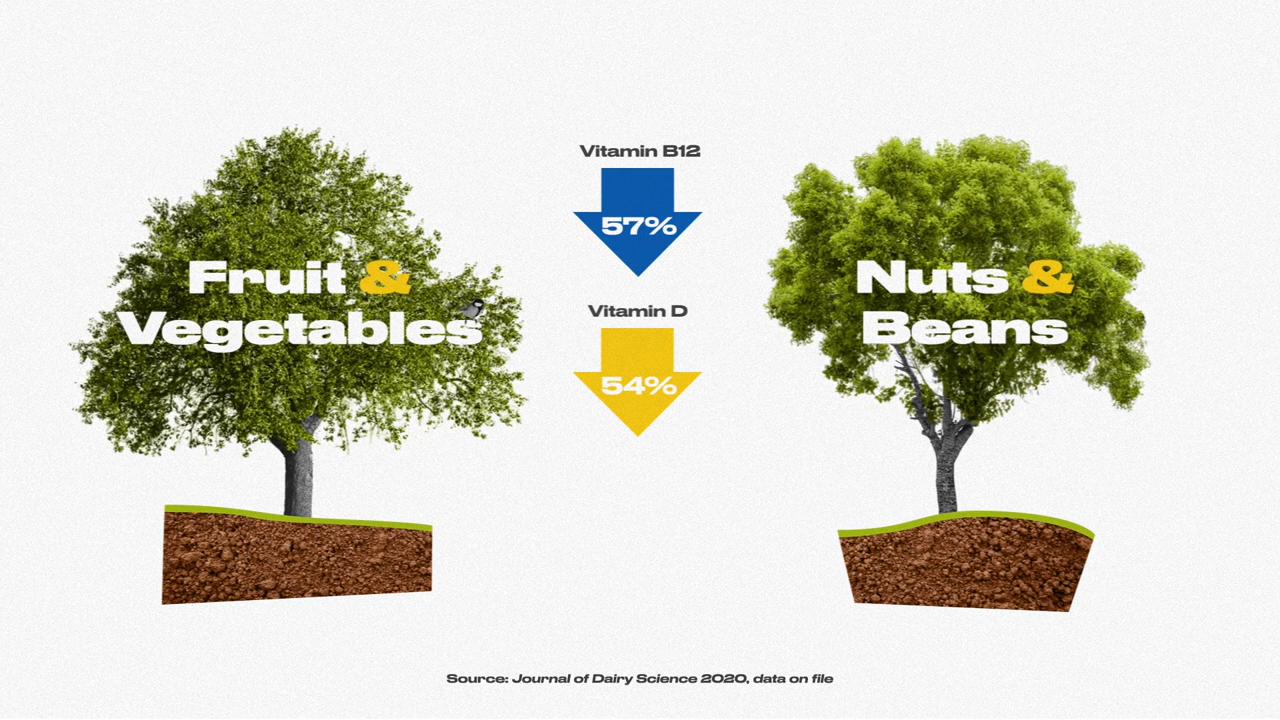 Vitamin B12
57%
Fruit &
Vegetables
Nuts &
Beans
Vitamin D
54%
Source: Journal of Dairy Science 2020, data on file